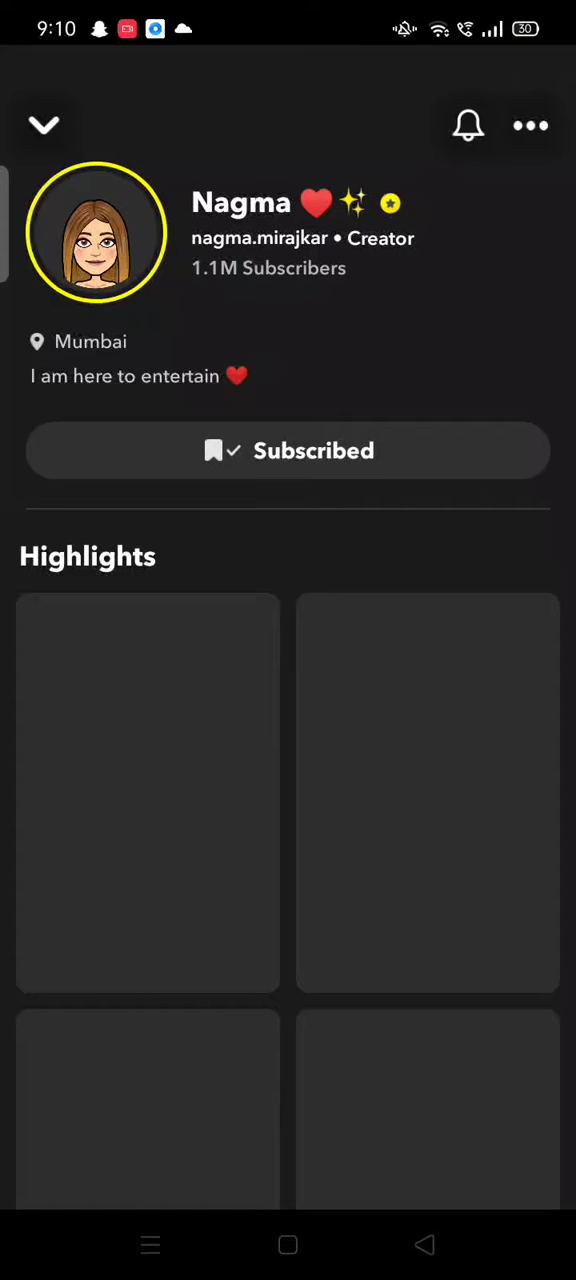 9:10
30
Nagma ❤️✨
nagma.mirajkar • Creator
1.1M Subscribers
Mumbai
I am here to entertain ❤️
Subscribed
Highlights